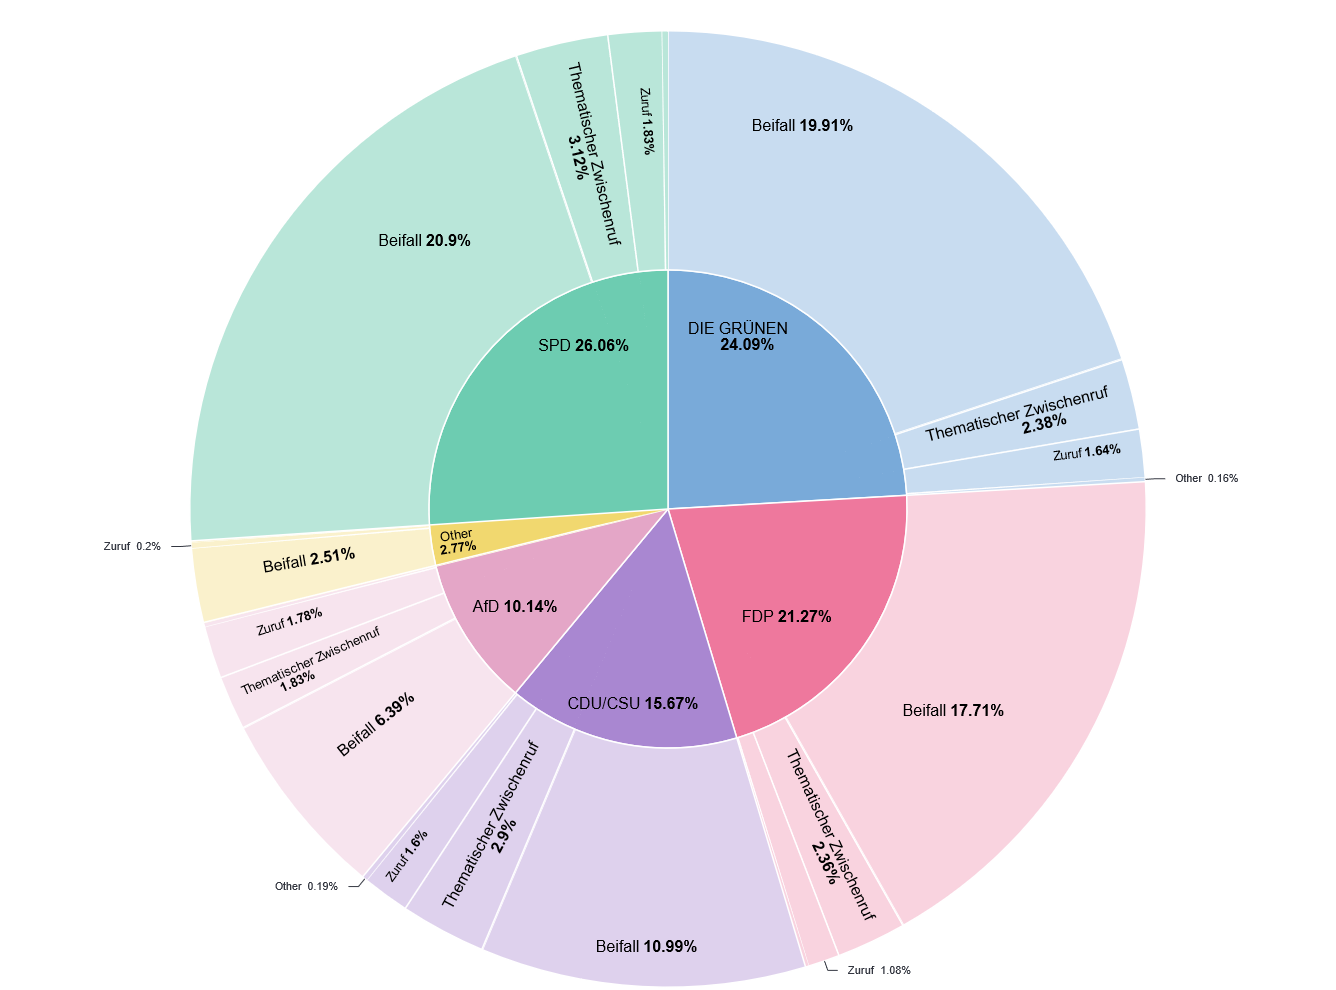 Thematischer Zwischenruf
3.12%
Zuruf 1.83%
Beifall 19.91%
Beifall 20.9%
DIE GRÜNEN
24.09%
SPD 26.06%
Thematischer Zwischenruf
2.38%
Zuruf 1.64%
Other 0.16%
Other
2.77%
Zuruf 0.2%
Beifall 2.51%
AfD 10.14%
FDP 21.27%
Zuruf 1.78%
Thematischer Zwischenruf
1.83%
Beifall 6.39%
CDU/CSU 15.67%
Beifall 17.71%
Thematischer Zwischenruf
2.36%
Thematischer Zwischenruf
2.9%
Zuruf 1.6%
Other 0.19%
Beifall 10.99%
Zuruf 1.08%